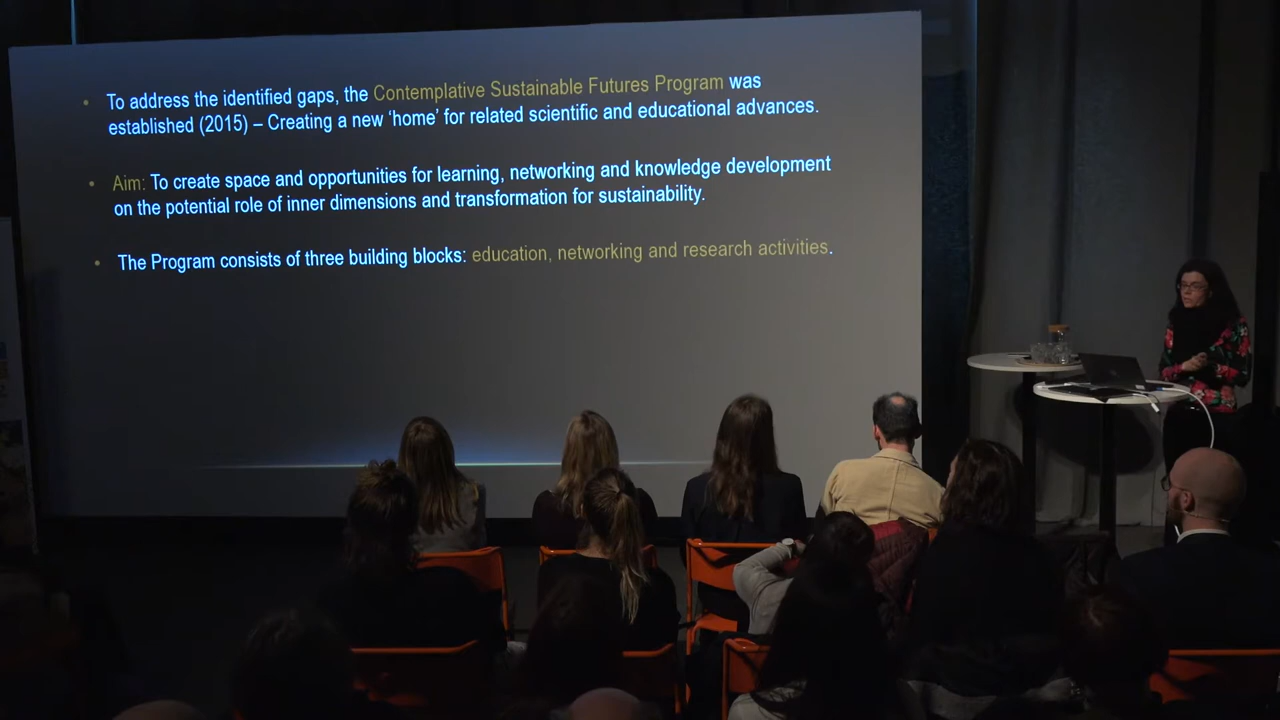 • To address the identified gaps, the Contemplative Sustainable Futures Program was
established (2015) – Creating a new ‘home’ for related scientific and educational advances.
• Aim: To create space and opportunities for learning, networking and knowledge development
on the potential role of inner dimensions and transformation for sustainability.
• The Program consists of three building blocks: education, networking and research activities.